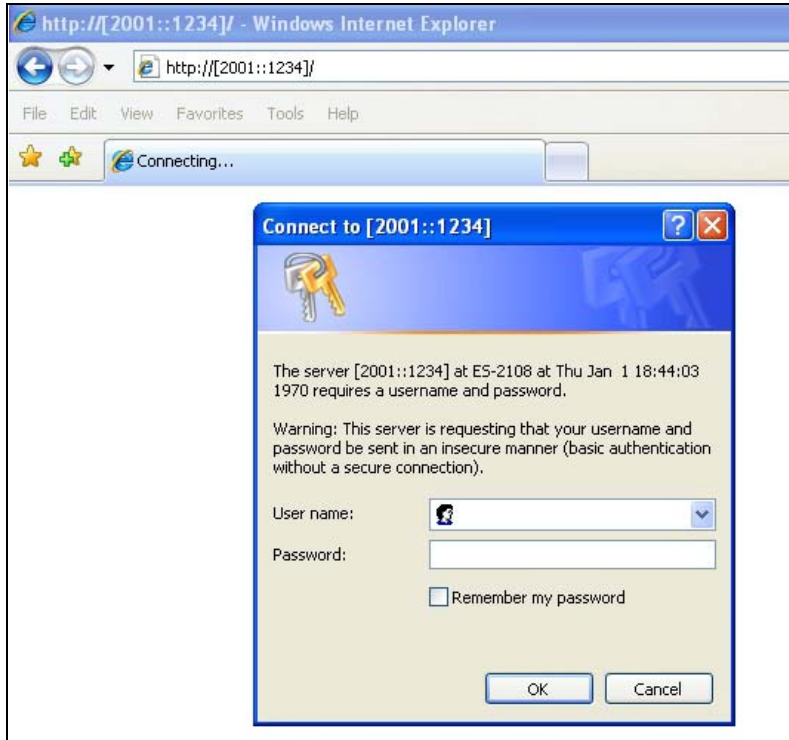 http://[2001::1234]/ - Windows Internet Explorer
http://[2001::1234]/
File Edit View Favorites Tools Help
Connecting...
Connect to [2001::1234]
The server [2001::1234] at ES-2108 at Thu Jan 1 18:44:03
1970 requires a username and password.
Warning: This server is requesting that your username and
password be sent in an insecure manner (basic authentication
without a secure connection).
User name:
Password:
Remember my password
OK Cancel